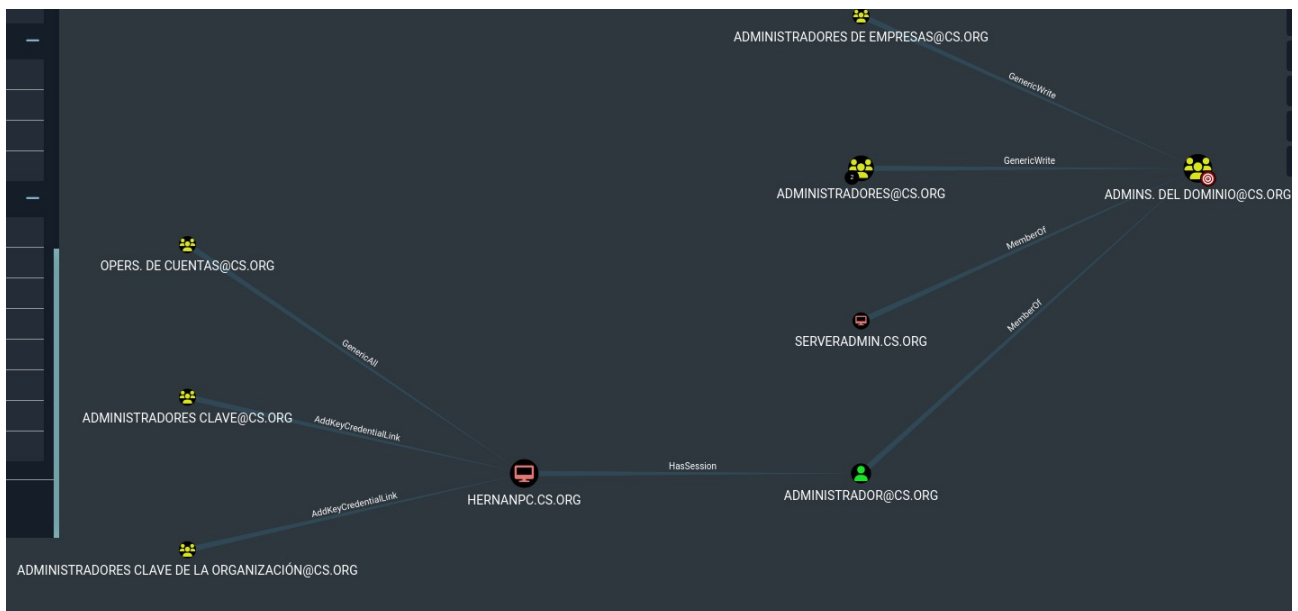 ADMINISTRADORES DE EMPRESAS@CS.ORG
GenericWrite
GenericWrite
ADMINISTRADORES@CS.ORG
2
ADMINS. DEL DOMINIO@CS.ORG
MemberOf
OPERS. DE CUENTAS@CS.ORG
SERVERADMIN.CS.ORG
MemberOf
GenericAll
ADMINISTRADORES CLAVE@CS.ORG
AddKeyCredentialLink
HasSession
HERNANPC.CS.ORG
ADMINISTRADOR@CS.ORG
AddKeyCredentialLink
ADMINISTRADORES CLAVE DE LA ORGANIZACIÓN@CS.ORG